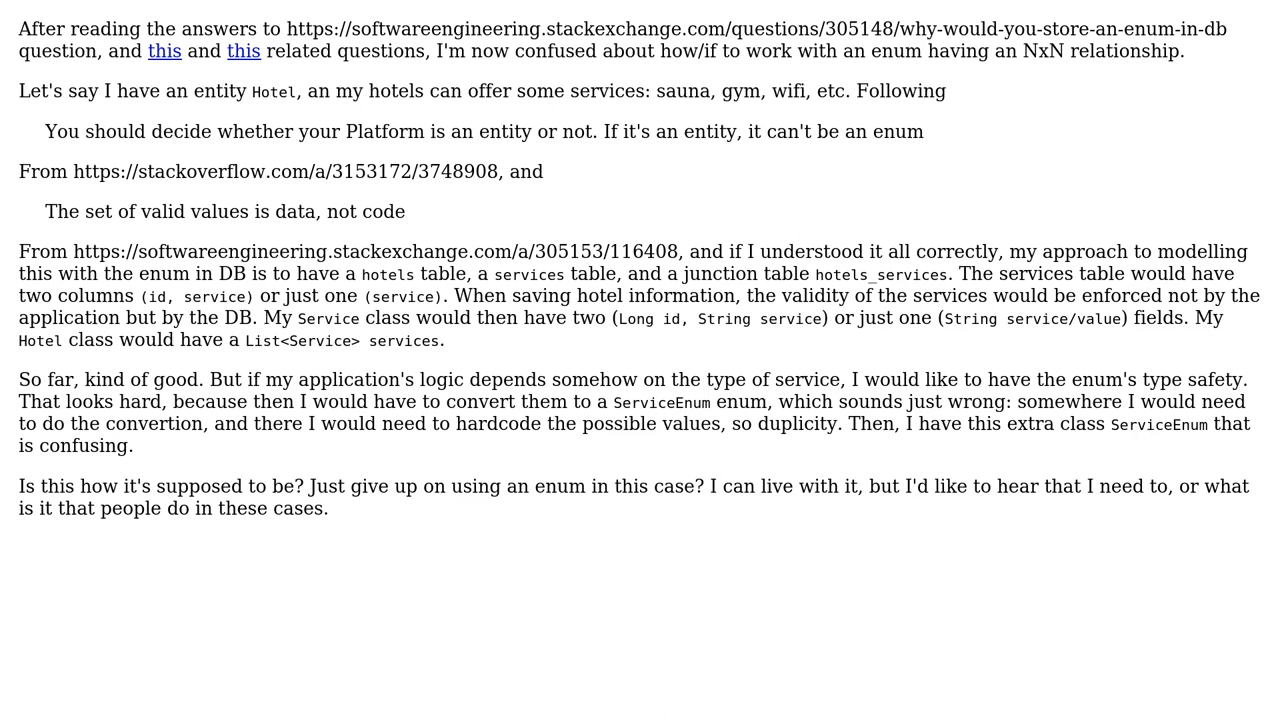 After reading the answers to https://softwareengineering.stackexchange.com/questions/305148/why-would-you-store-an-enum-in-db
question, and this and this related questions, I'm now confused about how/if to work with an enum having an NxN relationship.
Let's say I have an entity Hotel, an my hotels can offer some services: sauna, gym, wifi, etc. Following
You should decide whether your Platform is an entity or not. If it's an entity, it can't be an enum
From https://stackoverflow.com/a/3153172/3748908, and
The set of valid values is data, not code
From https://softwareengineering.stackexchange.com/a/305153/116408, and if I understood it all correctly, my approach to modelling
this with the enum in DB is to have a hotels table, a services table, and a junction table hotels_services. The services table would have
two columns (id, service) or just one (service). When saving hotel information, the validity of the services would be enforced not by the
application but by the DB. My Service class would then have two (Long id, String service) or just one (String service/value) fields. My
Hotel class would have a List<Service> services.
So far, kind of good. But if my application's logic depends somehow on the type of service, I would like to have the enum's type safety.
That looks hard, because then I would have to convert them to a ServiceEnum enum, which sounds just wrong: somewhere I would need
to do the convertion, and there I would need to hardcode the possible values, so duplicity. Then, I have this extra class ServiceEnum that
is confusing.
Is this how it's supposed to be? Just give up on using an enum in this case? I can live with it, but I'd like to hear that I need to, or what
is it that people do in these cases.